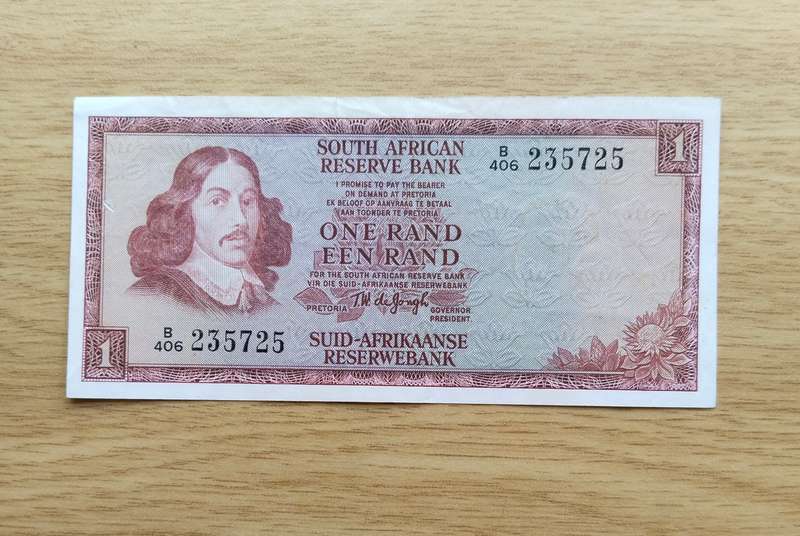 SOUTH AFRICAN
RESERVE BANK
B
406 235725
1
I PROMISE TO PAY THE BEARER
ON DEMAND AT PRETORIA
EK BELOOF OP AANVRAAG TE BETAAL
AAN TOONDER TE PRETORIA
ONE RAND
EEN RAND
FOR THE SOUTH AFRICAN RESERVE BANK
VIR DIE SUID-AFRIKAANSE RESERWEBANK
T.W. de Jongh
PRETORIA
GOVERNOR.
PRESIDENT.
1
B
406 235725
SUID-AFRIKAANSE
RESERWEBANK